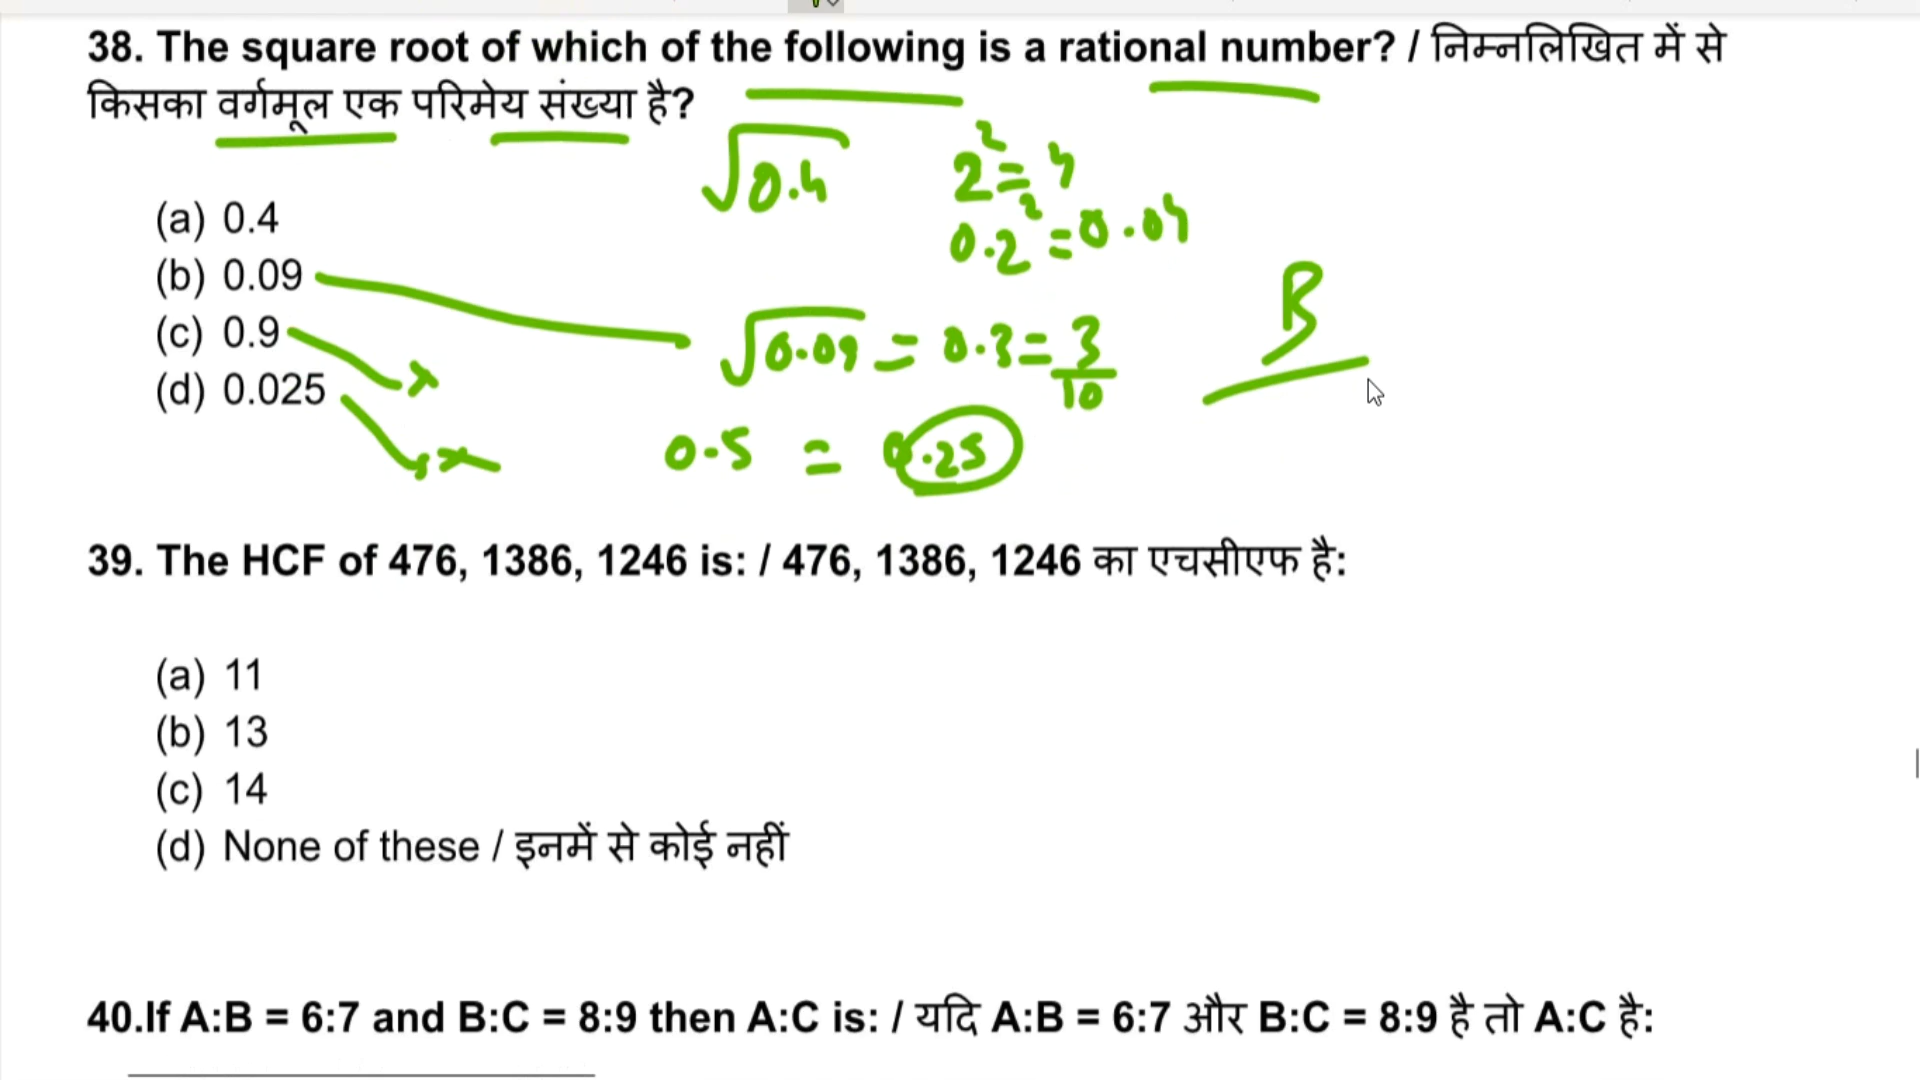 38. The square root of which of the following is a rational number? / निम्नलिखित में से
किसका वर्गमूल एक परिमेय संख्या है?
√0.4
2² = 4
(a) 0.4
0.2² = 0.04
(b) 0.09
B
(c) 0.9
√0.09 = 0.3 = 3/10
(d) 0.025
0.5 = 0.25
39. The HCF of 476, 1386, 1246 is: / 476, 1386, 1246 का एचसीएफ है:
(a) 11
(b) 13
(c) 14
(d) None of these / इनमें से कोई नहीं
40.If A:B = 6:7 and B:C = 8:9 then A:C is: / यदि A:B = 6:7 और B:C = 8:9 है तो A:C है: